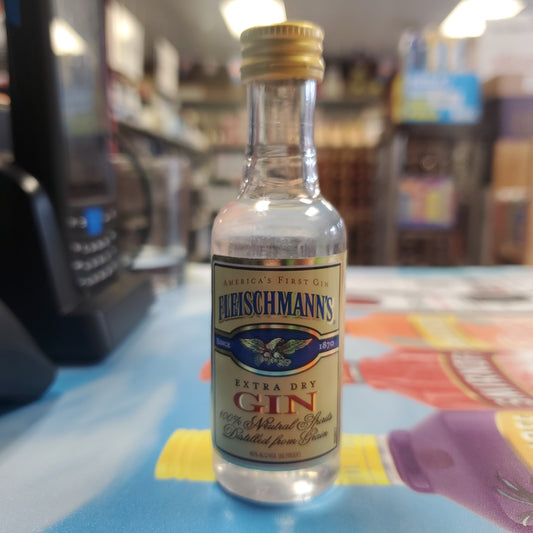 AMERICA'S FIRST GIN
FLEISCHMANN'S
SINCE 1870
EXTRA DRY
GIN
100% Neutral Spirits
Distilled from Grain